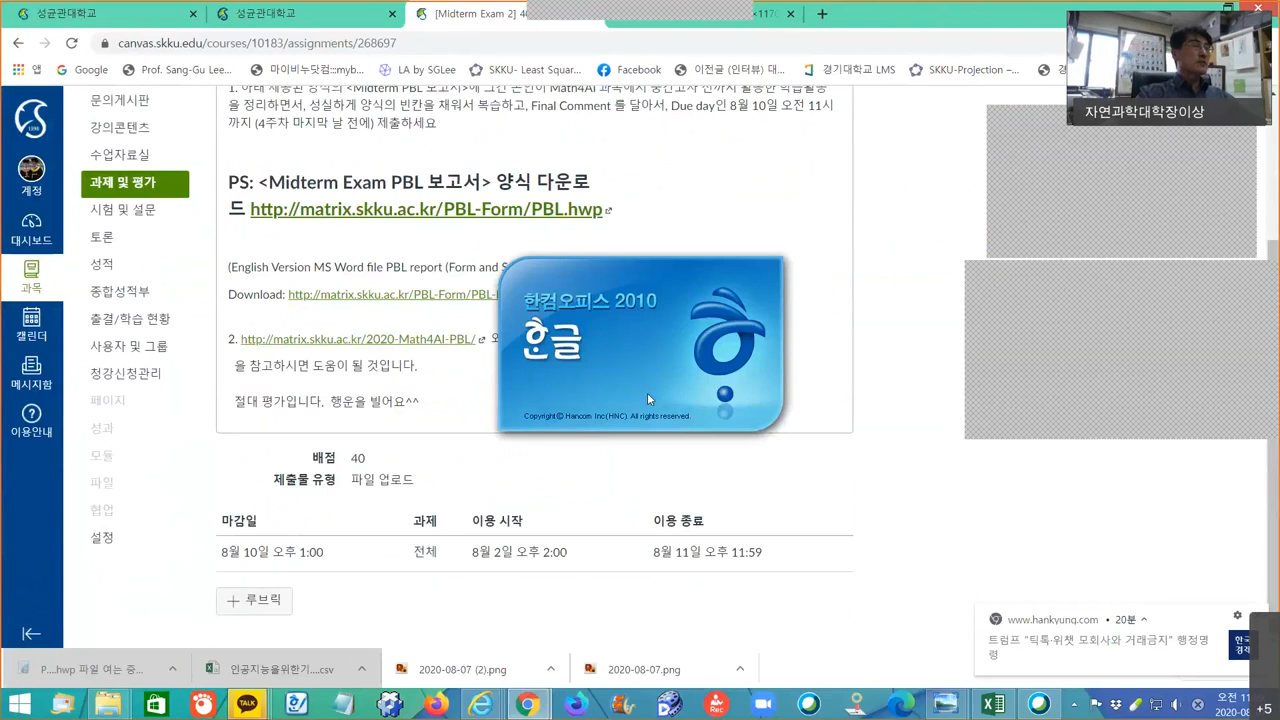 성균관대학교
성균관대학교
[Midterm Exam 2] 40
×117(
canvas.skku.edu/courses/10183/assignments/268697
앱
Google
Prof. Sang-Gu Lee...
마이비누닷컴:::myb...
LA by SGLee
SKKU- Least Squar...
Facebook
이전글 (인터뷰) 대...
경기대학교 LMS
SKKU-Projection –...
자연과학대학장이상
계정
대시보드
과목
캘린더
메시지함
이용안내
문의게시판
강의콘텐츠
수업자료실
과제 및 평가
시험 및 설문
토론
성적
종합성적부
출결/학습 현황
사용자 및 그룹
청강신청관리
페이지
성과
모듈
파일
협업
설정
을 정리하면서, 성실하게 양식의 빈칸을 채워서 복습하고, Final Comment 를 달아서, Due day인 8월 10일 오전 11시
까지 (4주차 마지막 날 전에) 제출하세요
PS: <Midterm Exam PBL 보고서> 양식 다운로
드 http://matrix.skku.ac.kr/PBL-Form/PBL.hwp
(English Version MS Word file PBL report (Form and S
Download: http://matrix.skku.ac.kr/PBL-Form/PBL-
2. http://matrix.skku.ac.kr/2020-Math4AI-PBL/
을 참고하시면 도움이 될 것입니다.
절대 평가입니다. 행운을 빌어요^^
한컴오피스 2010
한글
Copyright© Hancom Inc(HNC) All rights reserved.
배점 40
제출물 유형 파일 업로드
마감일 과제 이용 시작 이용 종료
8월 10일 오후 1:00 전체 8월 2일 오후 2:00 8월 11일 오후 11:59
루브릭
www.hankyung.com • 20분
트럼프 "틱톡·위챗 모회사와 거래금지" 행정명
령
P....hwp 파일 여는 중...
인공지능을위한기....csv
2020-08-07 (2).png
2020-08-07.png
TALK
Rec
+5